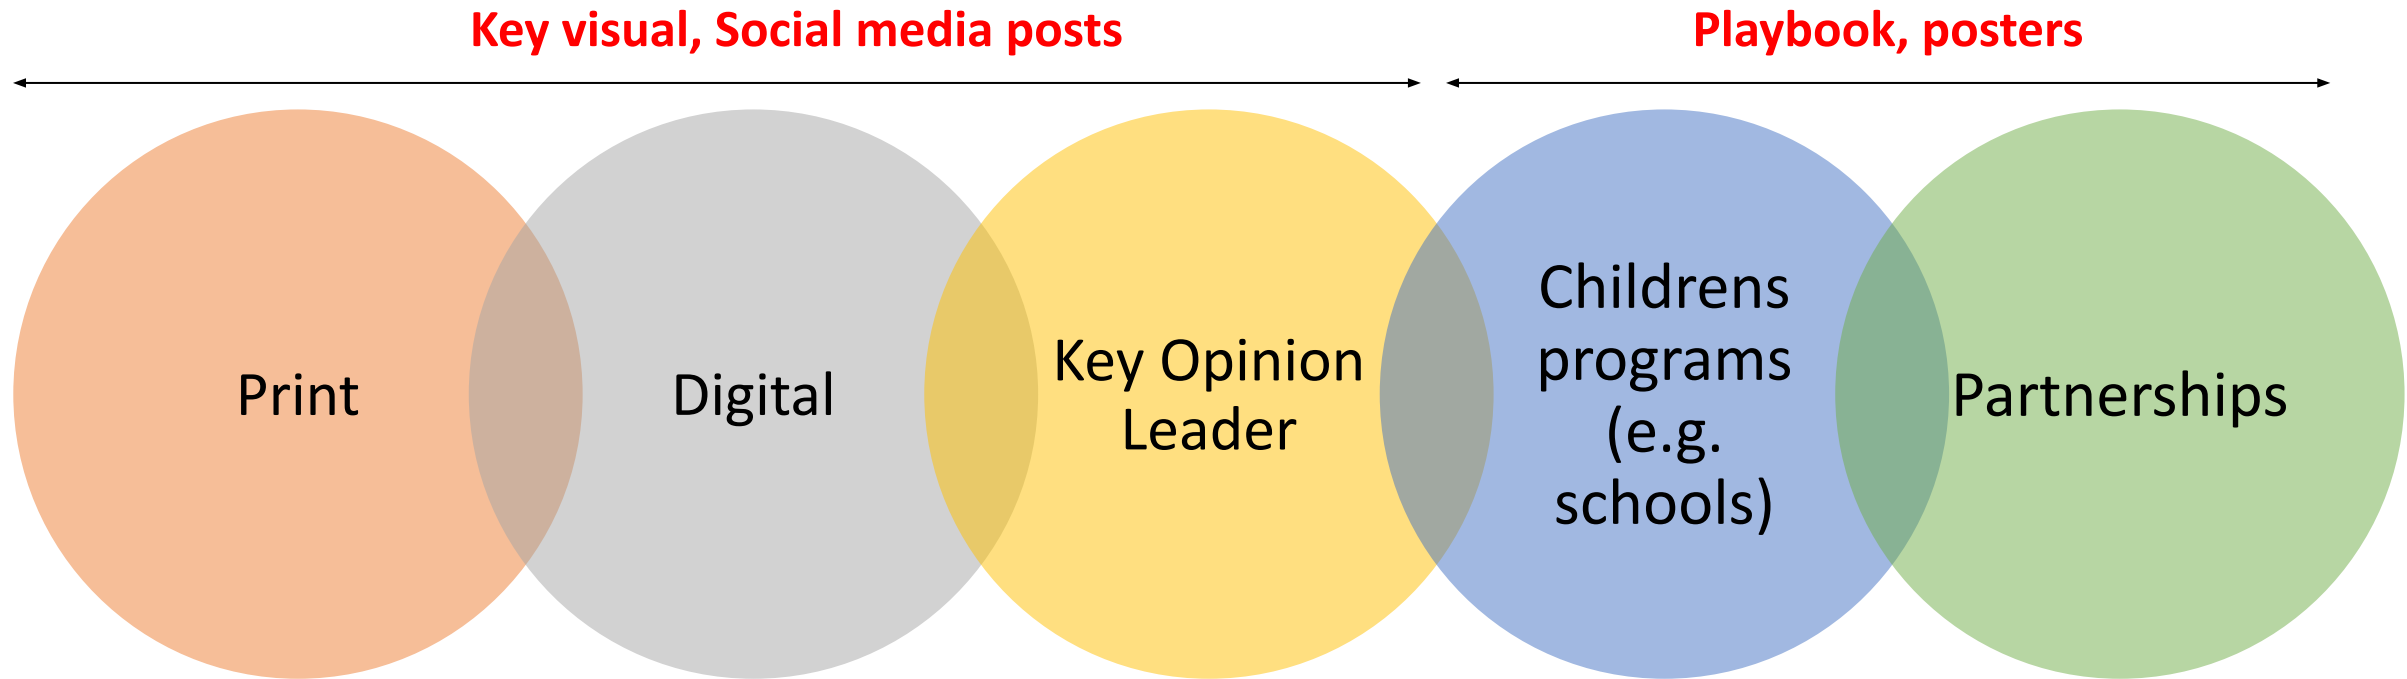 Key visual, Social media posts
Playbook, posters
Print
Digital
Key Opinion
Leader
Childrens
programs
(e.g.
schools)
Partnerships